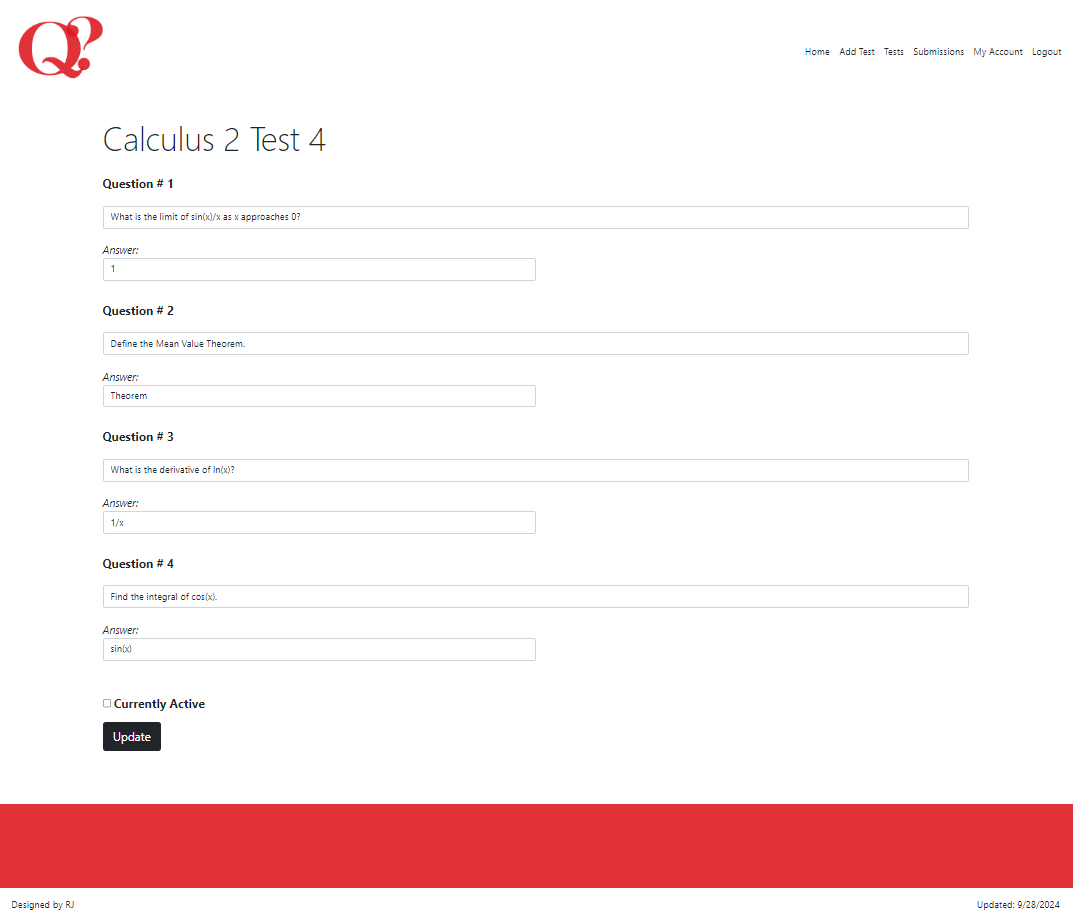 Q?
Home Add Test Tests Submissions My Account Logout
Calculus 2 Test 4
Question # 1
What is the limit of sin(x)/x as x approaches 0?
Answer:
1
Question # 2
Define the Mean Value Theorem.
Answer:
Theorem
Question # 3
What is the derivative of ln(x)?
Answer:
1/x
Question # 4
Find the integral of cos(x).
Answer:
sin(x)
Currently Active
Update
Designed by RJ
Updated: 9/28/2024